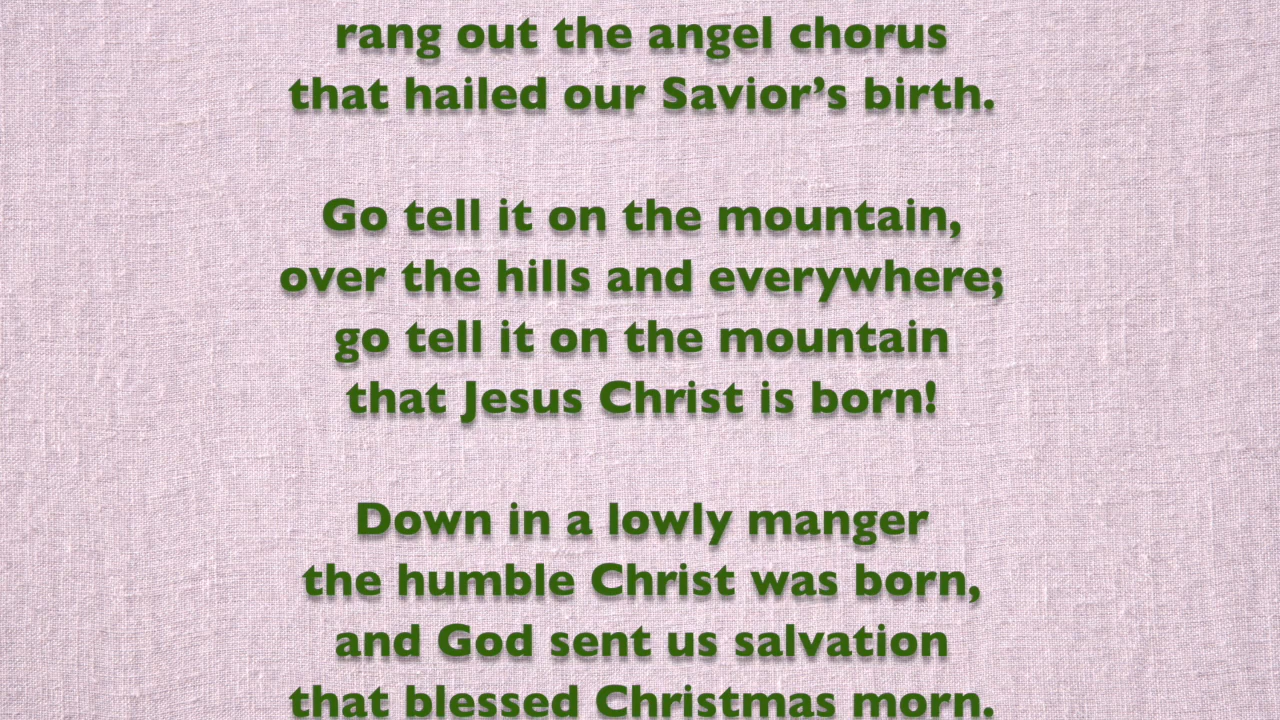 rang out the angel chorus
that hailed our Savior’s birth.
Go tell it on the mountain,
over the hills and everywhere;
go tell it on the mountain
that Jesus Christ is born!
Down in a lowly manger
the humble Christ was born,
and God sent us salvation
that blessed Christmas morn.